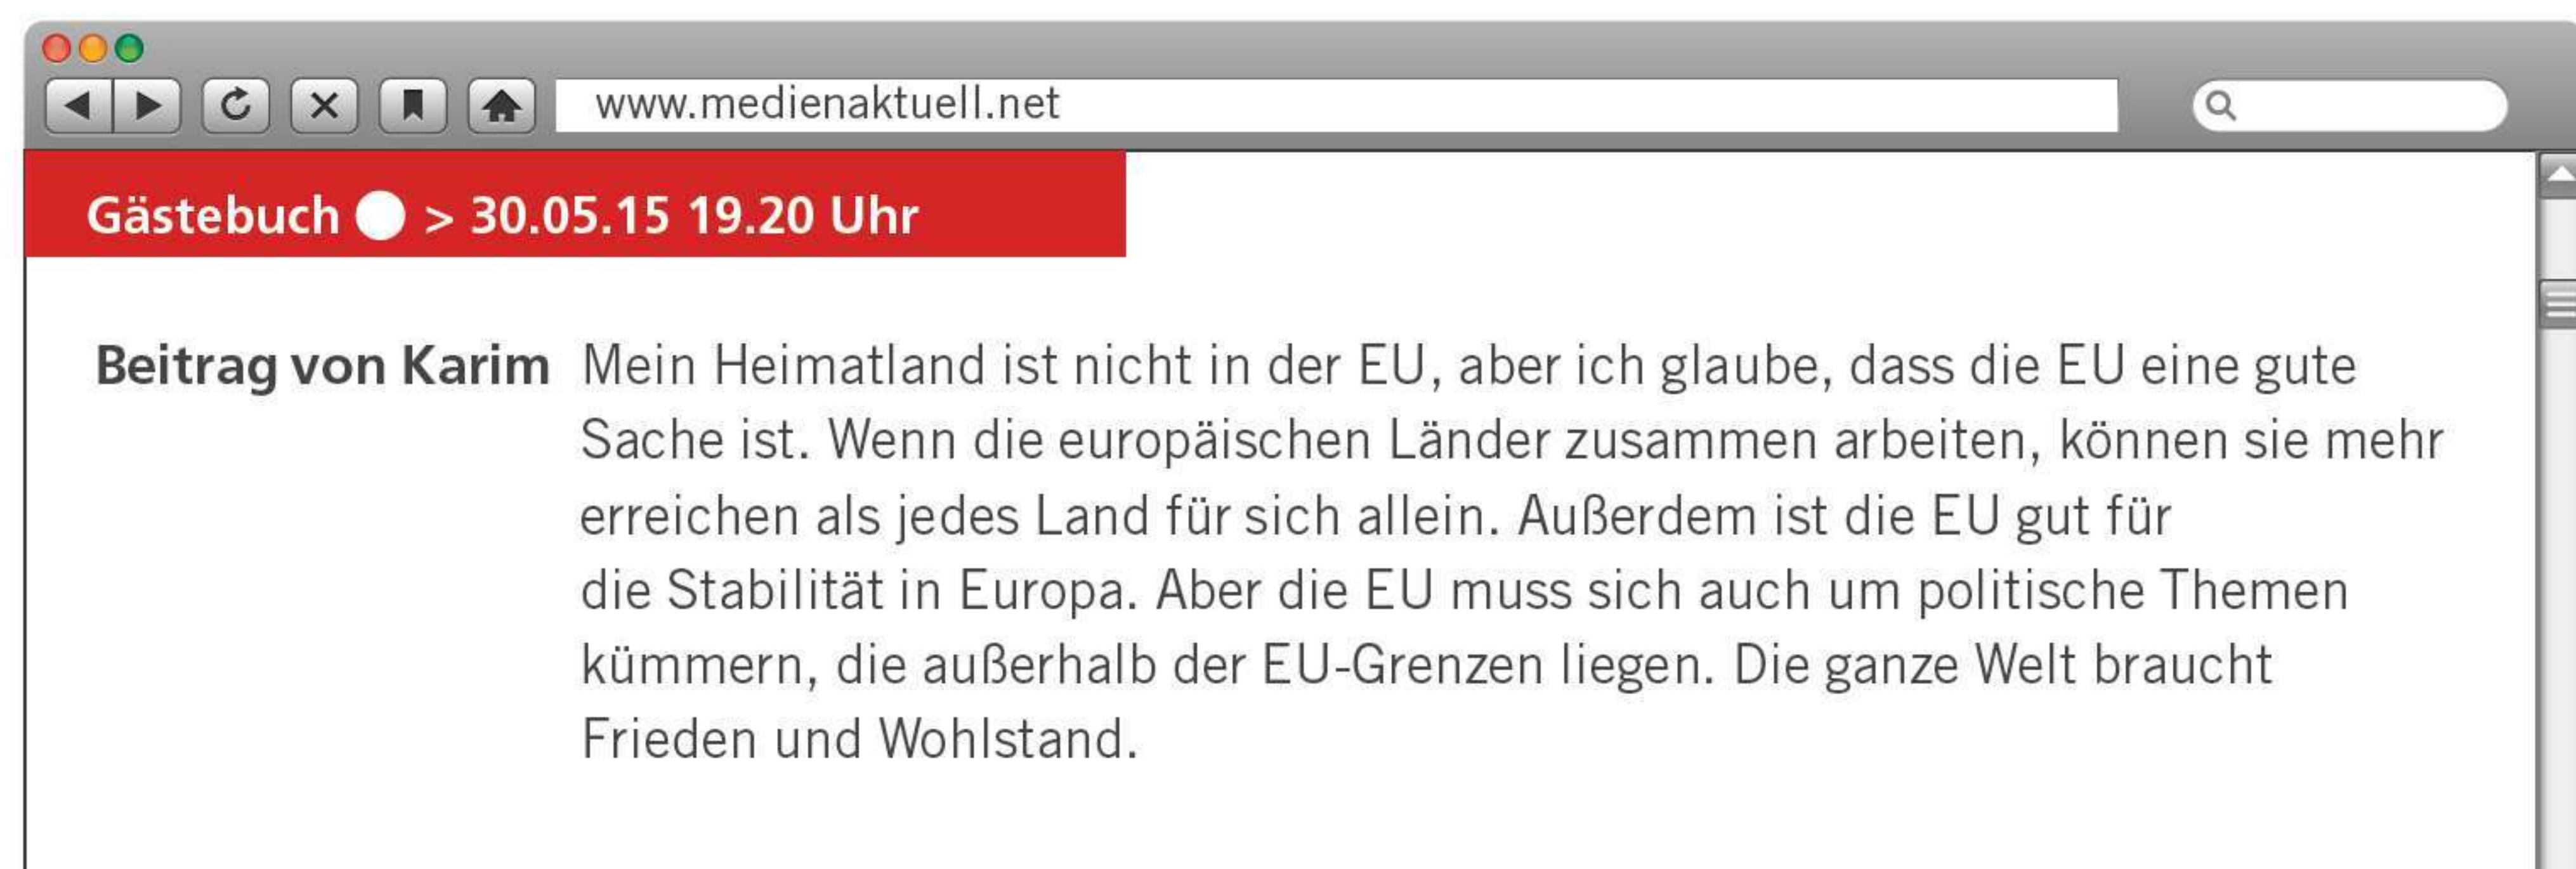 www.medienaktuell.net
Gästebuch > 30.05.15 19.20 Uhr
Beitrag von Karim Mein Heimatland ist nicht in der EU, aber ich glaube, dass die EU eine gute
Sache ist. Wenn die europäischen Länder zusammen arbeiten, können sie mehr
erreichen als jedes Land für sich allein. Außerdem ist die EU gut für
die Stabilität in Europa. Aber die EU muss sich auch um politische Themen
kümmern, die außerhalb der EU-Grenzen liegen. Die ganze Welt braucht
Frieden und Wohlstand.